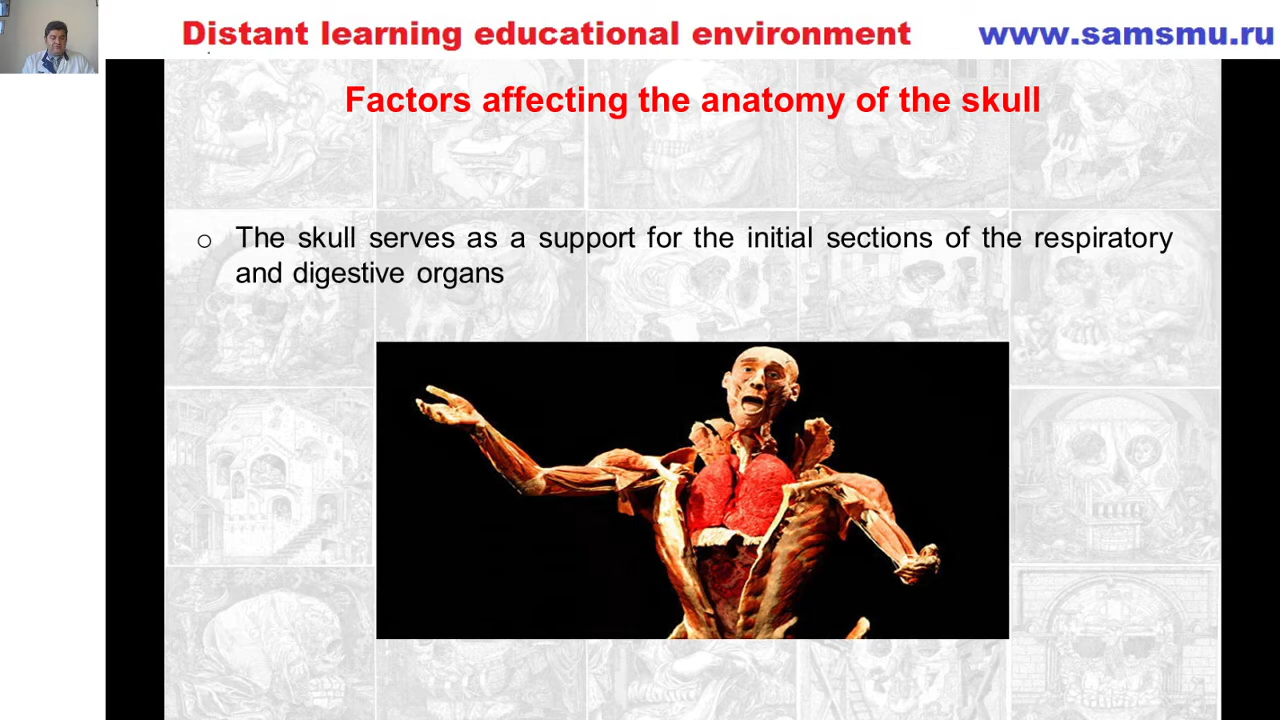 Distant learning educational environment
www.samsmu.ru
Factors affecting the anatomy of the skull
o The skull serves as a support for the initial sections of the respiratory
and digestive organs